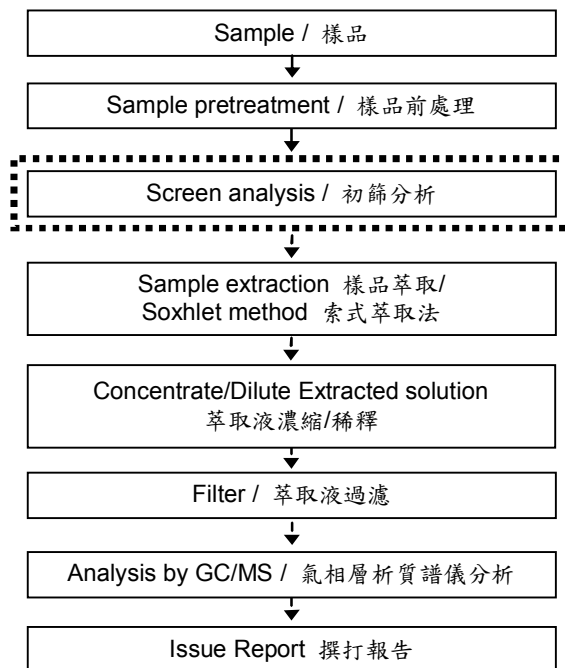 Sample / 樣品
Sample pretreatment / 樣品前處理
Screen analysis / 初篩分析
Sample extraction 樣品萃取/
Soxhlet method 索式萃取法
Concentrate/Dilute Extracted solution
萃取液濃縮/稀釋
Filter / 萃取液過濾
Analysis by GC/MS / 氣相層析質譜儀分析
Issue Report 撰打報告